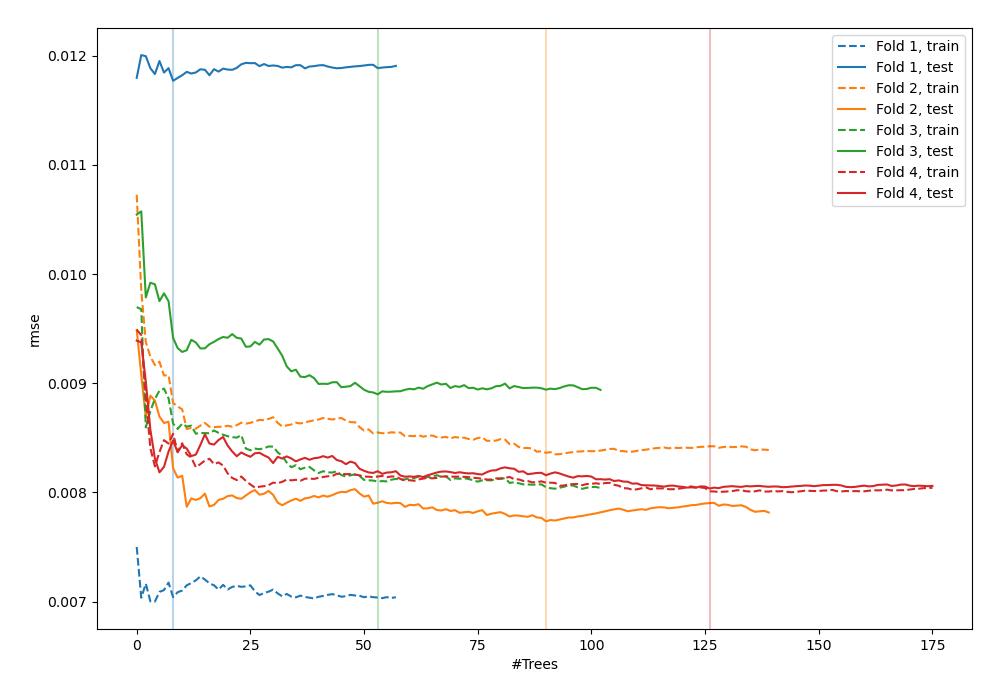 0.012
0.011
0.010
0.009
0.008
0.007
rmse
0
25
50
75
100
125
150
175
#Trees
Fold 1, train
Fold 1, test
Fold 2, train
Fold 2, test
Fold 3, train
Fold 3, test
Fold 4, train
Fold 4, test